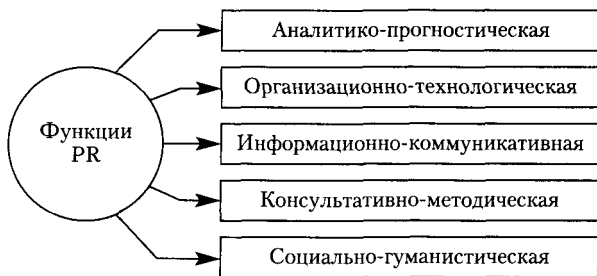 Функции
PR
Аналитико-прогностическая
Организационно-технологическая
Информационно-коммуникативная
Консультативно-методическая
Социально-гуманистическая